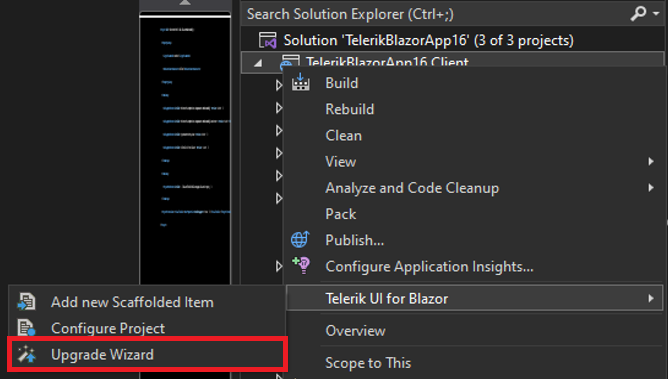 Search Solution Explorer (Ctrl+;)
Solution 'TelerikBlazorApp16' (3 of 3 projects)
TelerikBlazorApp16.Client
Build
Rebuild
Clean
View
Analyze and Code Cleanup
Pack
Publish...
Configure Application Insights...
Telerik UI for Blazor
Overview
Scope to This
Add new Scaffolded Item
Configure Project
Upgrade Wizard